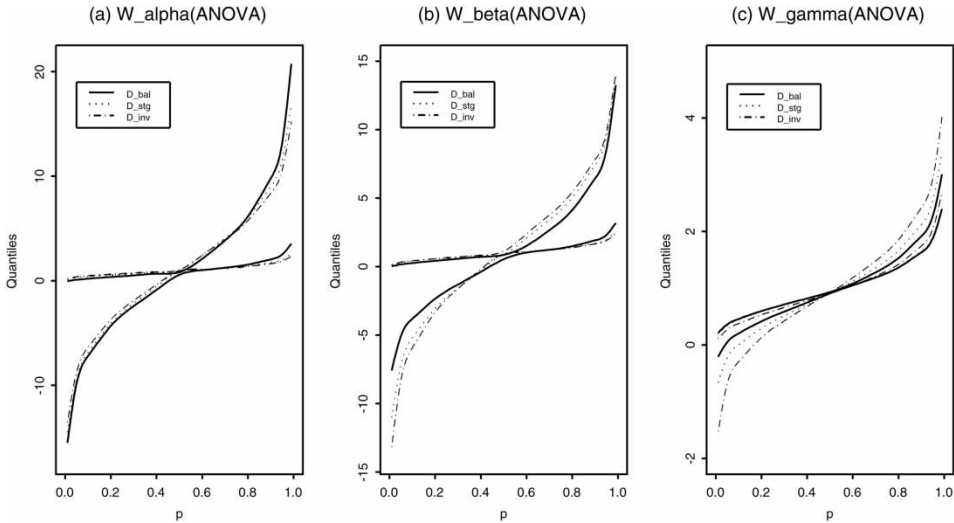 (a) W_alpha(ANOVA)
Quantiles
20
10
0
-10
D_bal
D_stg
D_inv
0.0 0.2 0.4 0.6 0.8 1.0
p
(b) W_beta(ANOVA)
Quantiles
15
10
5
0
-5
-10
-15
D_bal
D_stg
D_inv
0.0 0.2 0.4 0.6 0.8 1.0
p
(c) W_gamma(ANOVA)
Quantiles
4
2
0
-2
D_bal
D_stg
D_inv
0.0 0.2 0.4 0.6 0.8 1.0
p